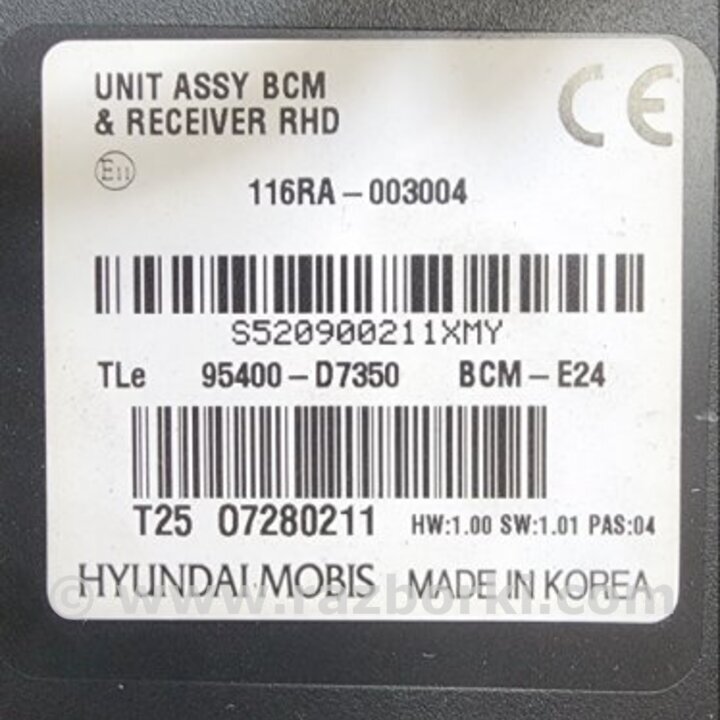 UNIT ASSY BCM
& RECEIVER RHD
CE
E11
116RA-003004
S520900211XMY
TLe 95400-D7350 BCM-E24
T25 07280211 HW:1.00 SW:1.01 PAS:04
HYUNDAI MOBIS MADE IN KOREA
© www.razborki.com